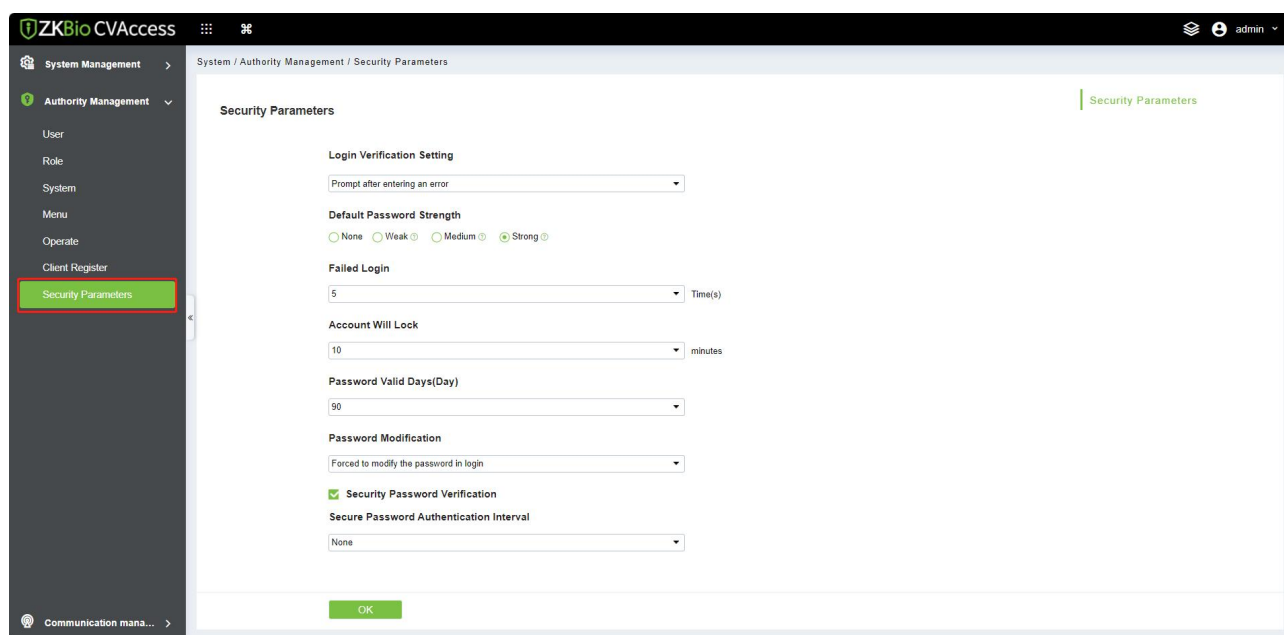 ZKBio CVAccess
admin
System Management
System / Authority Management / Security Parameters
Authority Management
User
Role
System
Menu
Operate
Client Register
Security Parameters
Communication mana...
Security Parameters
Security Parameters
Login Verification Setting
Prompt after entering an error
Default Password Strength
None Weak Medium Strong
Failed Login
5 Time(s)
Account Will Lock
10 minutes
Password Valid Days(Day)
90
Password Modification
Forced to modify the password in login
Security Password Verification
Secure Password Authentication Interval
None
OK